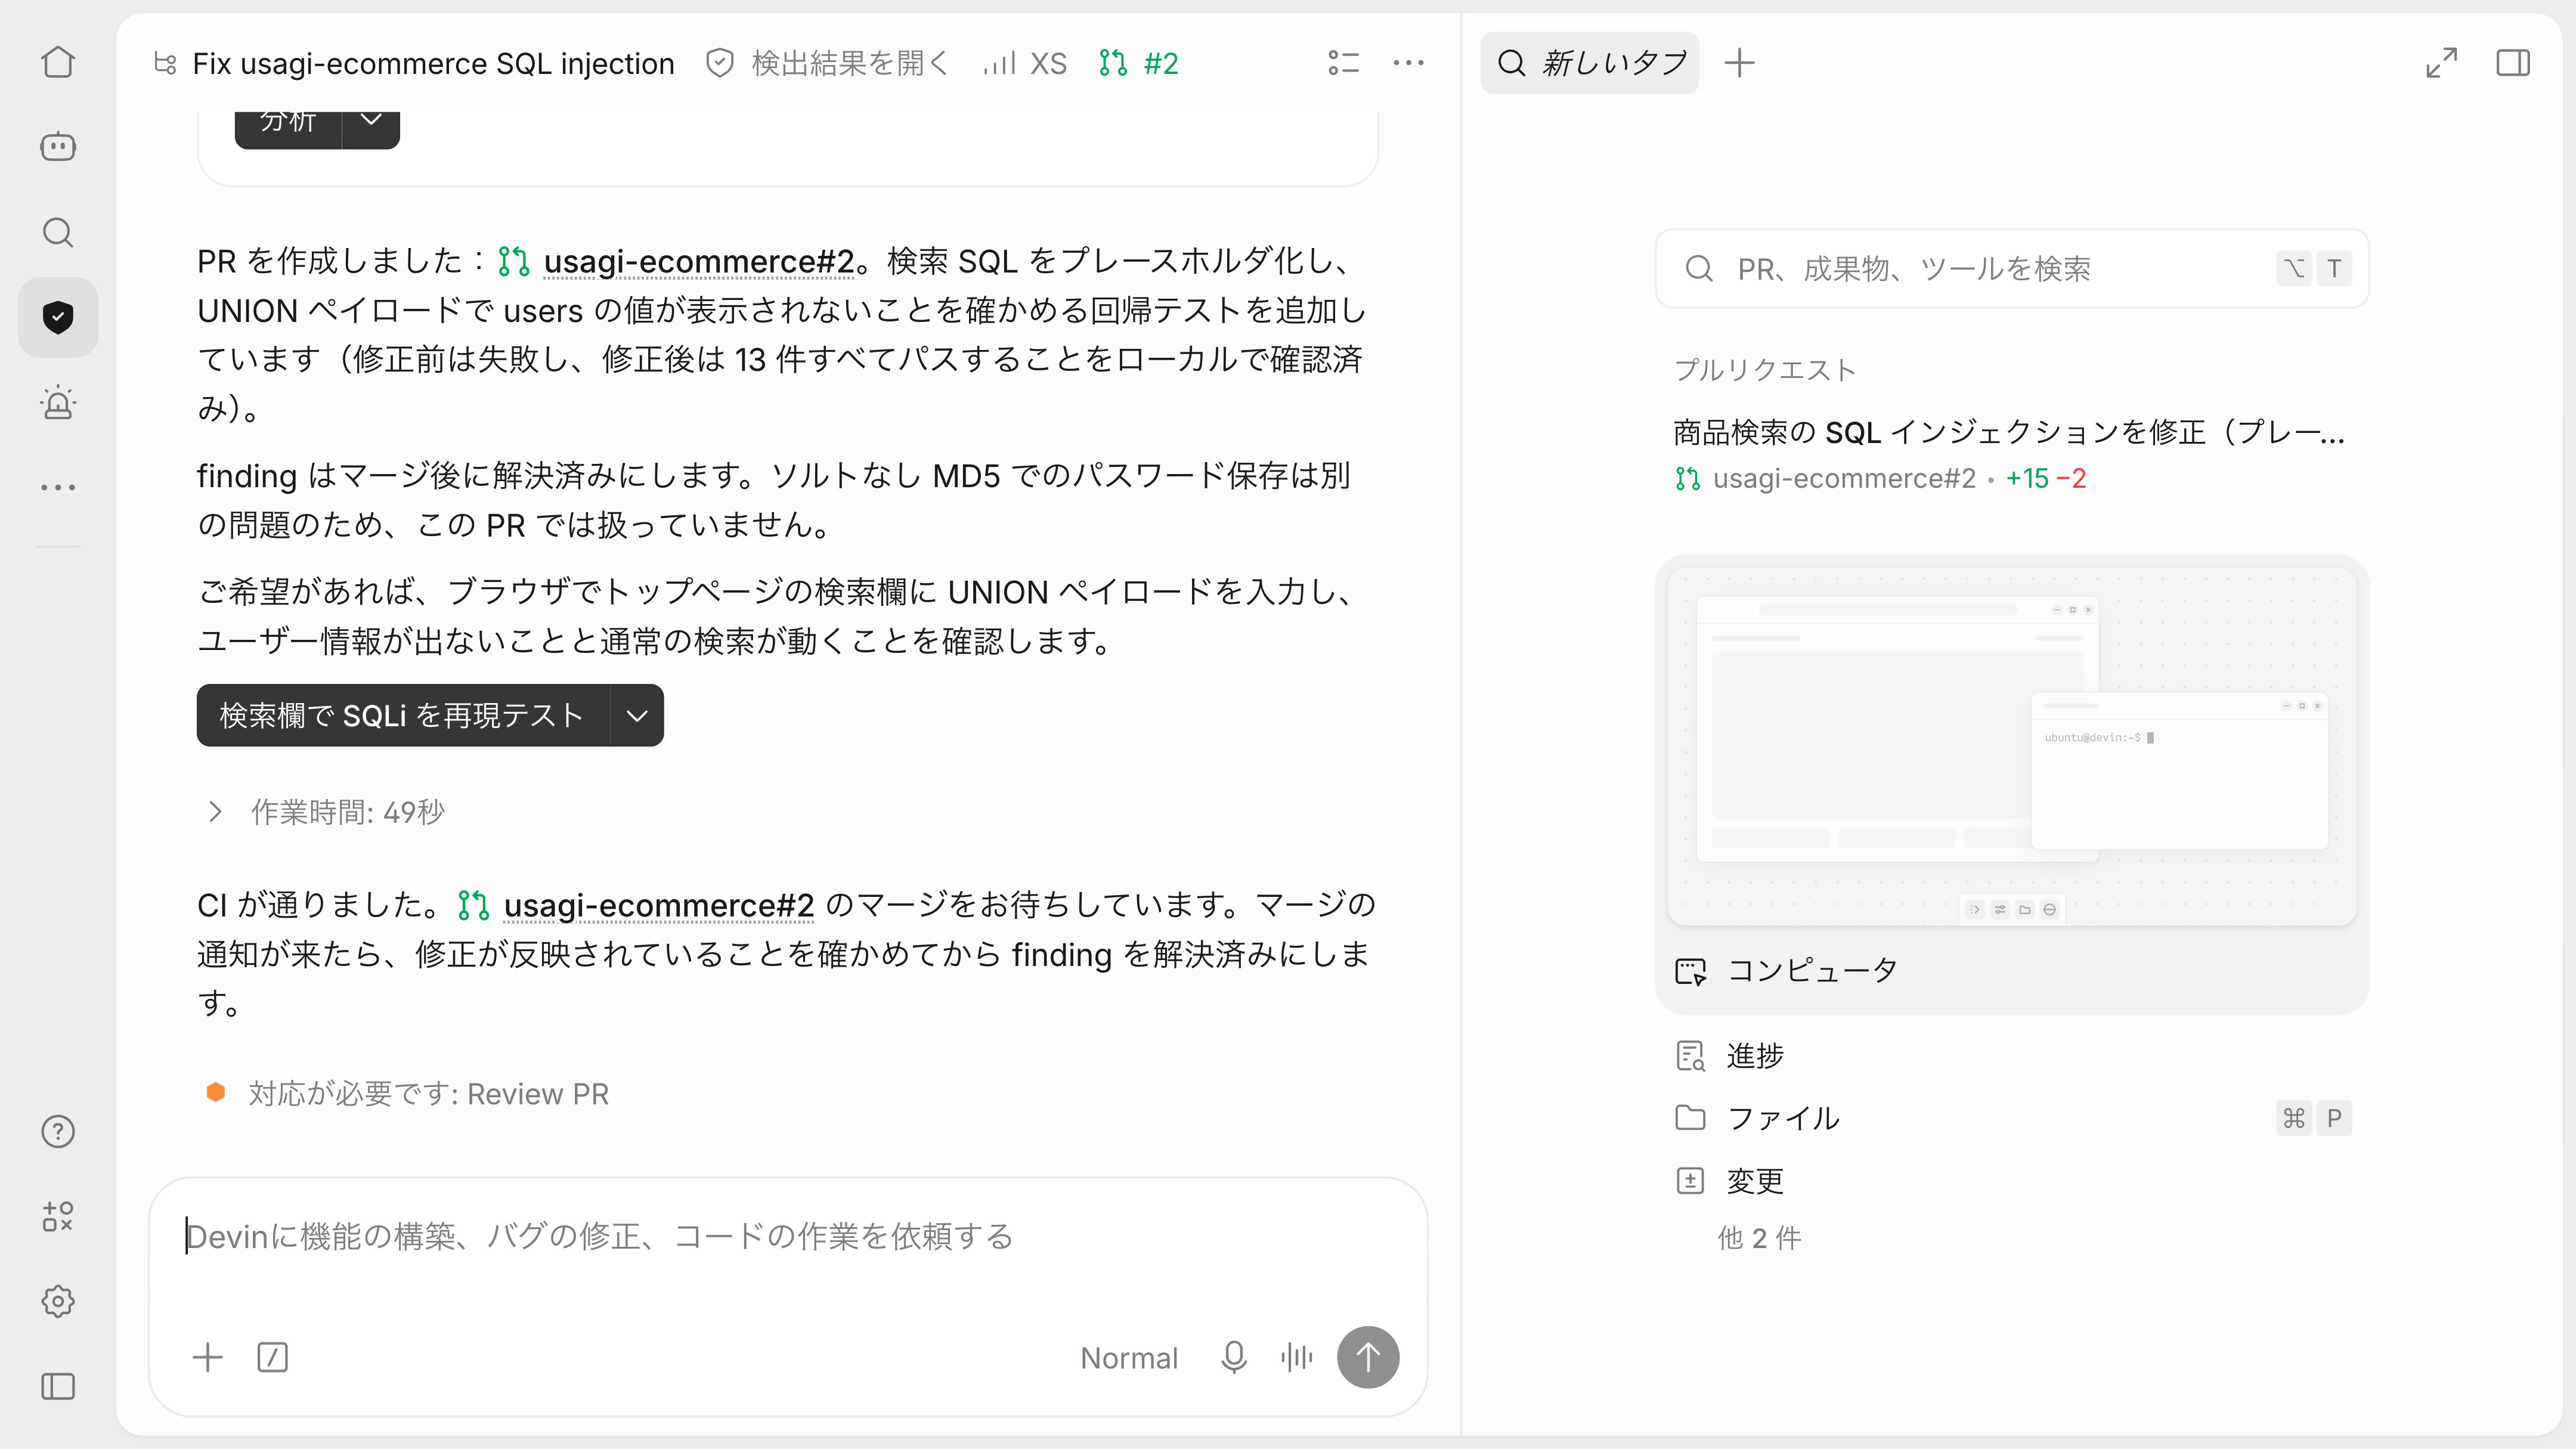 Fix usagi-ecommerce SQL injection
検出結果を開く
XS
#2
分析
PR を作成しました: usagi-ecommerce#2。検索 SQL をプレースホルダ化し、
UNION ペイロードで users の値が表示されないことを確かめる回帰テストを追加し
ています（修正前は失敗し、修正後は 13 件すべてパスすることをローカルで確認済
み）。
finding はマージ後に解決済みにします。ソルトなし MD5 でのパスワード保存は別
の問題のため、この PR では扱っていません。
ご希望があれば、ブラウザでトップページの検索欄に UNION ペイロードを入力し、
ユーザー情報が出ないことと通常の検索が動くことを確認します。
検索欄で SQLi を再現テスト
作業時間: 49秒
CI が通りました。 usagi-ecommerce#2 のマージをお待ちしています。マージの
通知が来たら、修正が反映されていることを確かめてから finding を解決済みにしま
す。
対応が必要です: Review PR
Devinに機能の構築、バグの修正、コードの作業を依頼する
Normal
新しいタブ
PR、成果物、ツールを検索
⌥ T
プルリクエスト
商品検索の SQL インジェクションを修正（プレー...
usagi-ecommerce#2 • +15 −2
ubuntu@devin:~$
コンピュータ
進捗
ファイル
⌘ P
変更
他 2 件